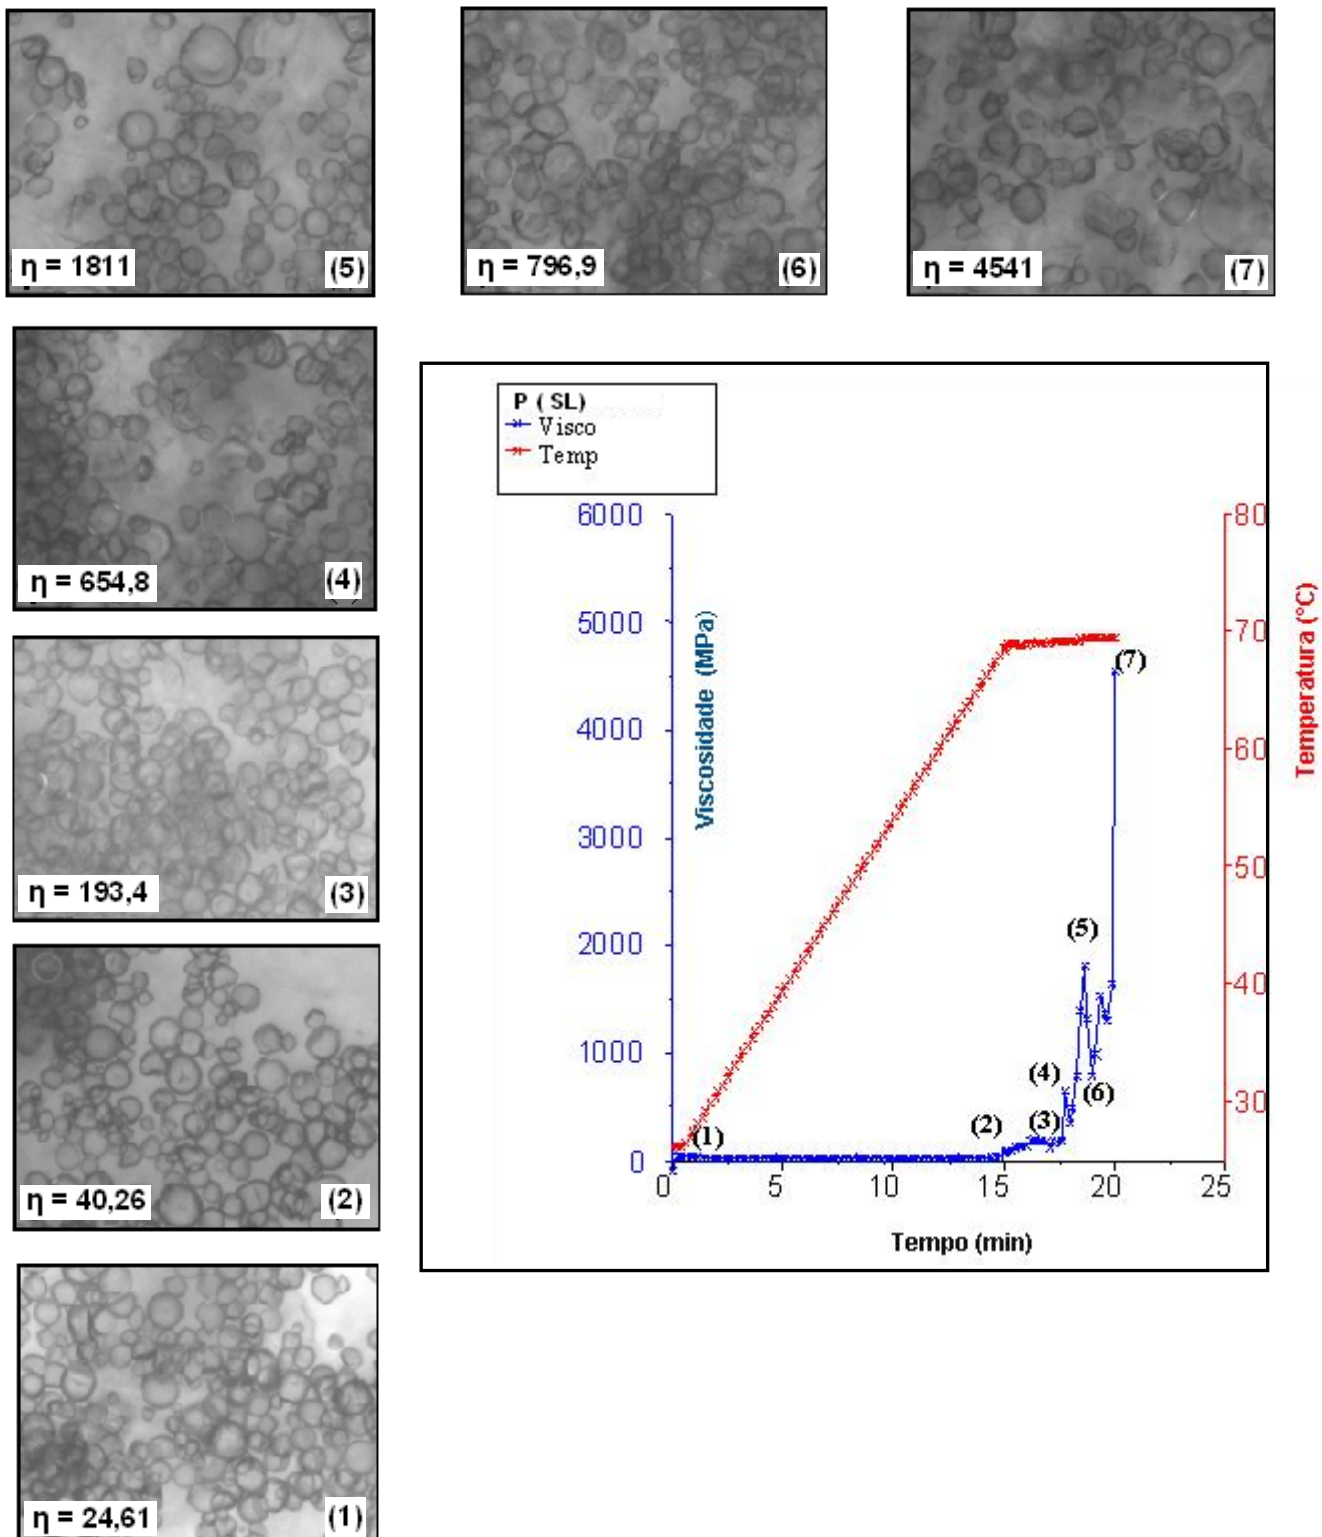 η = 1811
(5)
η = 796,9
(6)
η = 4541
(7)
η = 654,8
(4)
η = 193,4
(3)
η = 40,26
(2)
η = 24,61
(1)
P ( SL)
Visco
Temp
6000
5000
4000
3000
2000
1000
0
Viscosidade (MPa)
80
70
60
50
40
30
Temperatura (°C)
(7)
(5)
(4)
(6)
(3)
(2)
(1)
0
5
10
15
20
25
Tempo (min)